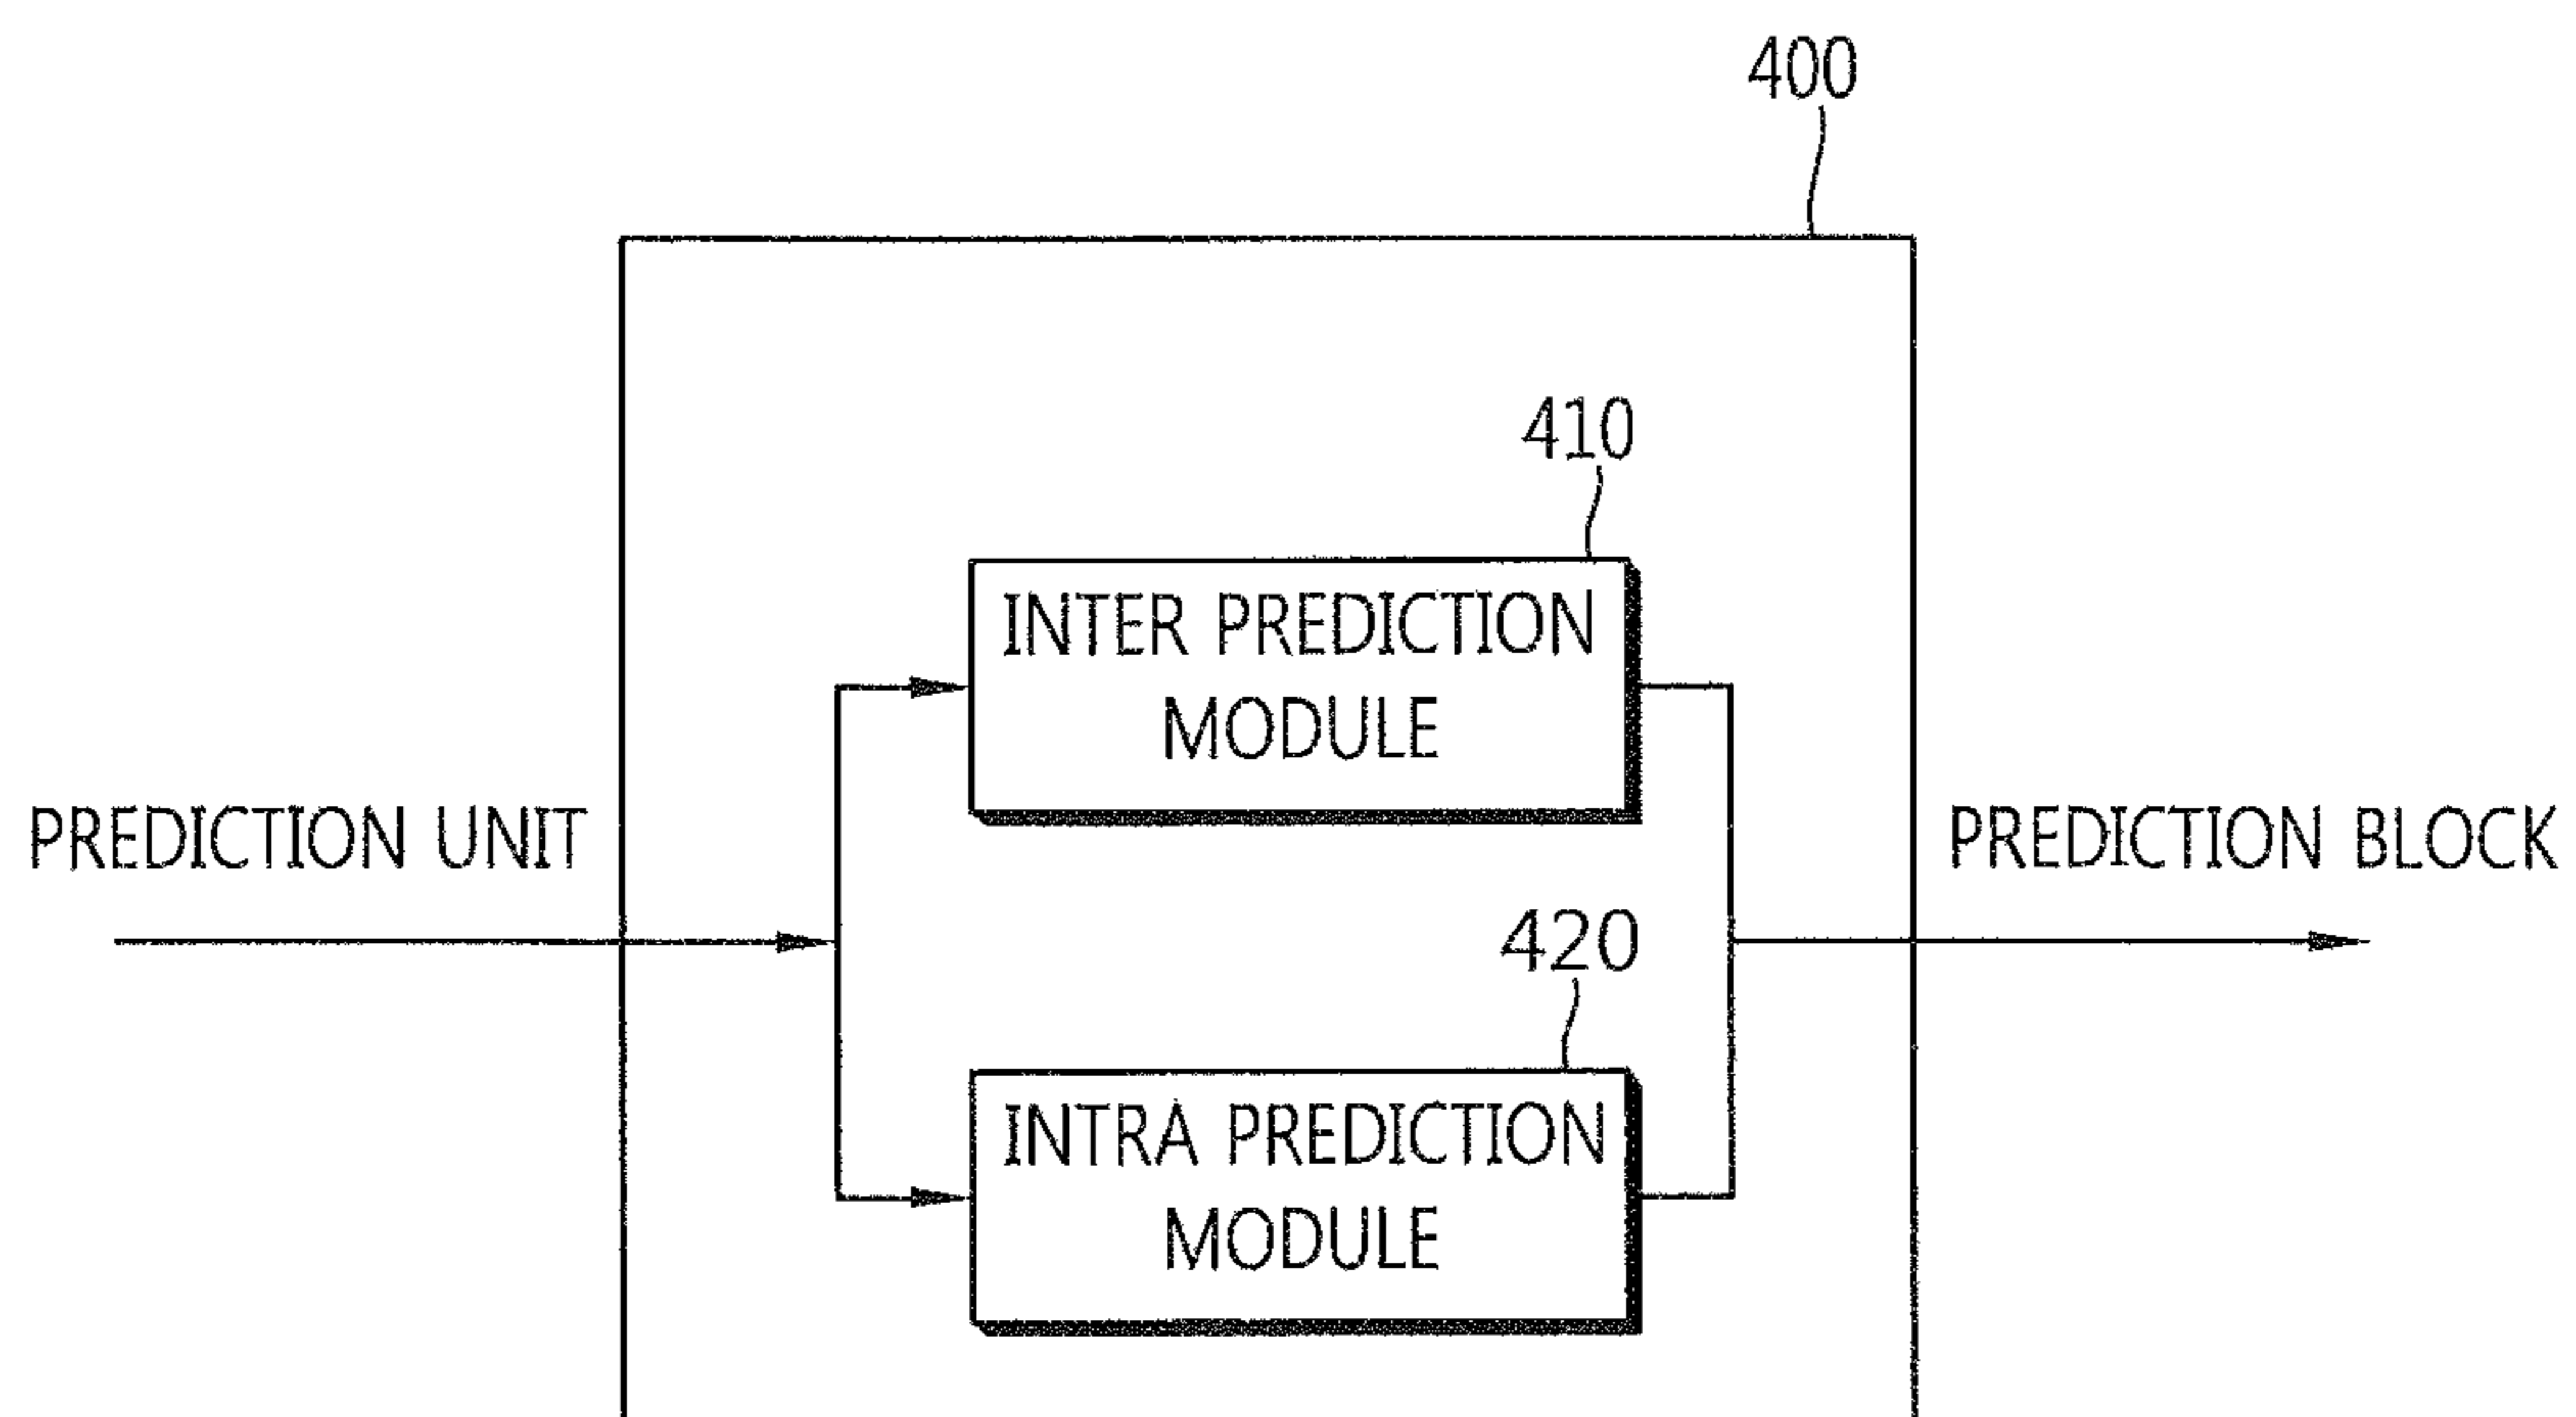 400
410
INTER PREDICTION
MODULE
PREDICTION UNIT
PREDICTION BLOCK
420
INTRA PREDICTION
MODULE